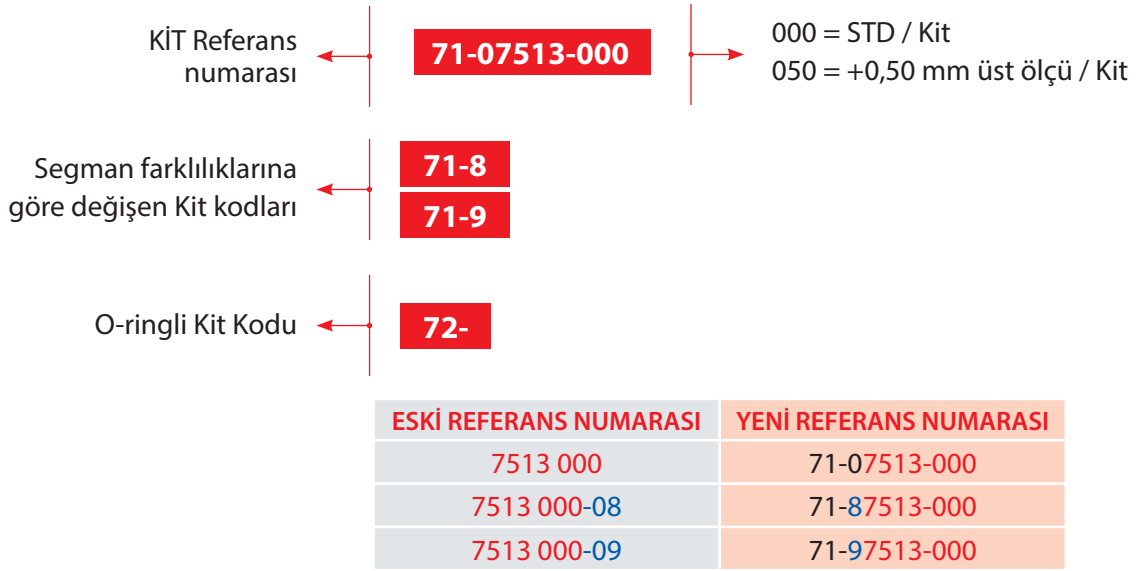 KİT Referans
numarası
71-07513-000
000 = STD / Kit
050 = +0,50 mm üst ölçü / Kit
Segman farklılıklarına
göre değişen Kit kodları
71-8
71-9
O-ringli Kit Kodu
72-
ESKİ REFERANS NUMARASI YENİ REFERANS NUMARASI
7513 000 71-07513-000
7513 000-08 71-87513-000
7513 000-09 71-97513-000